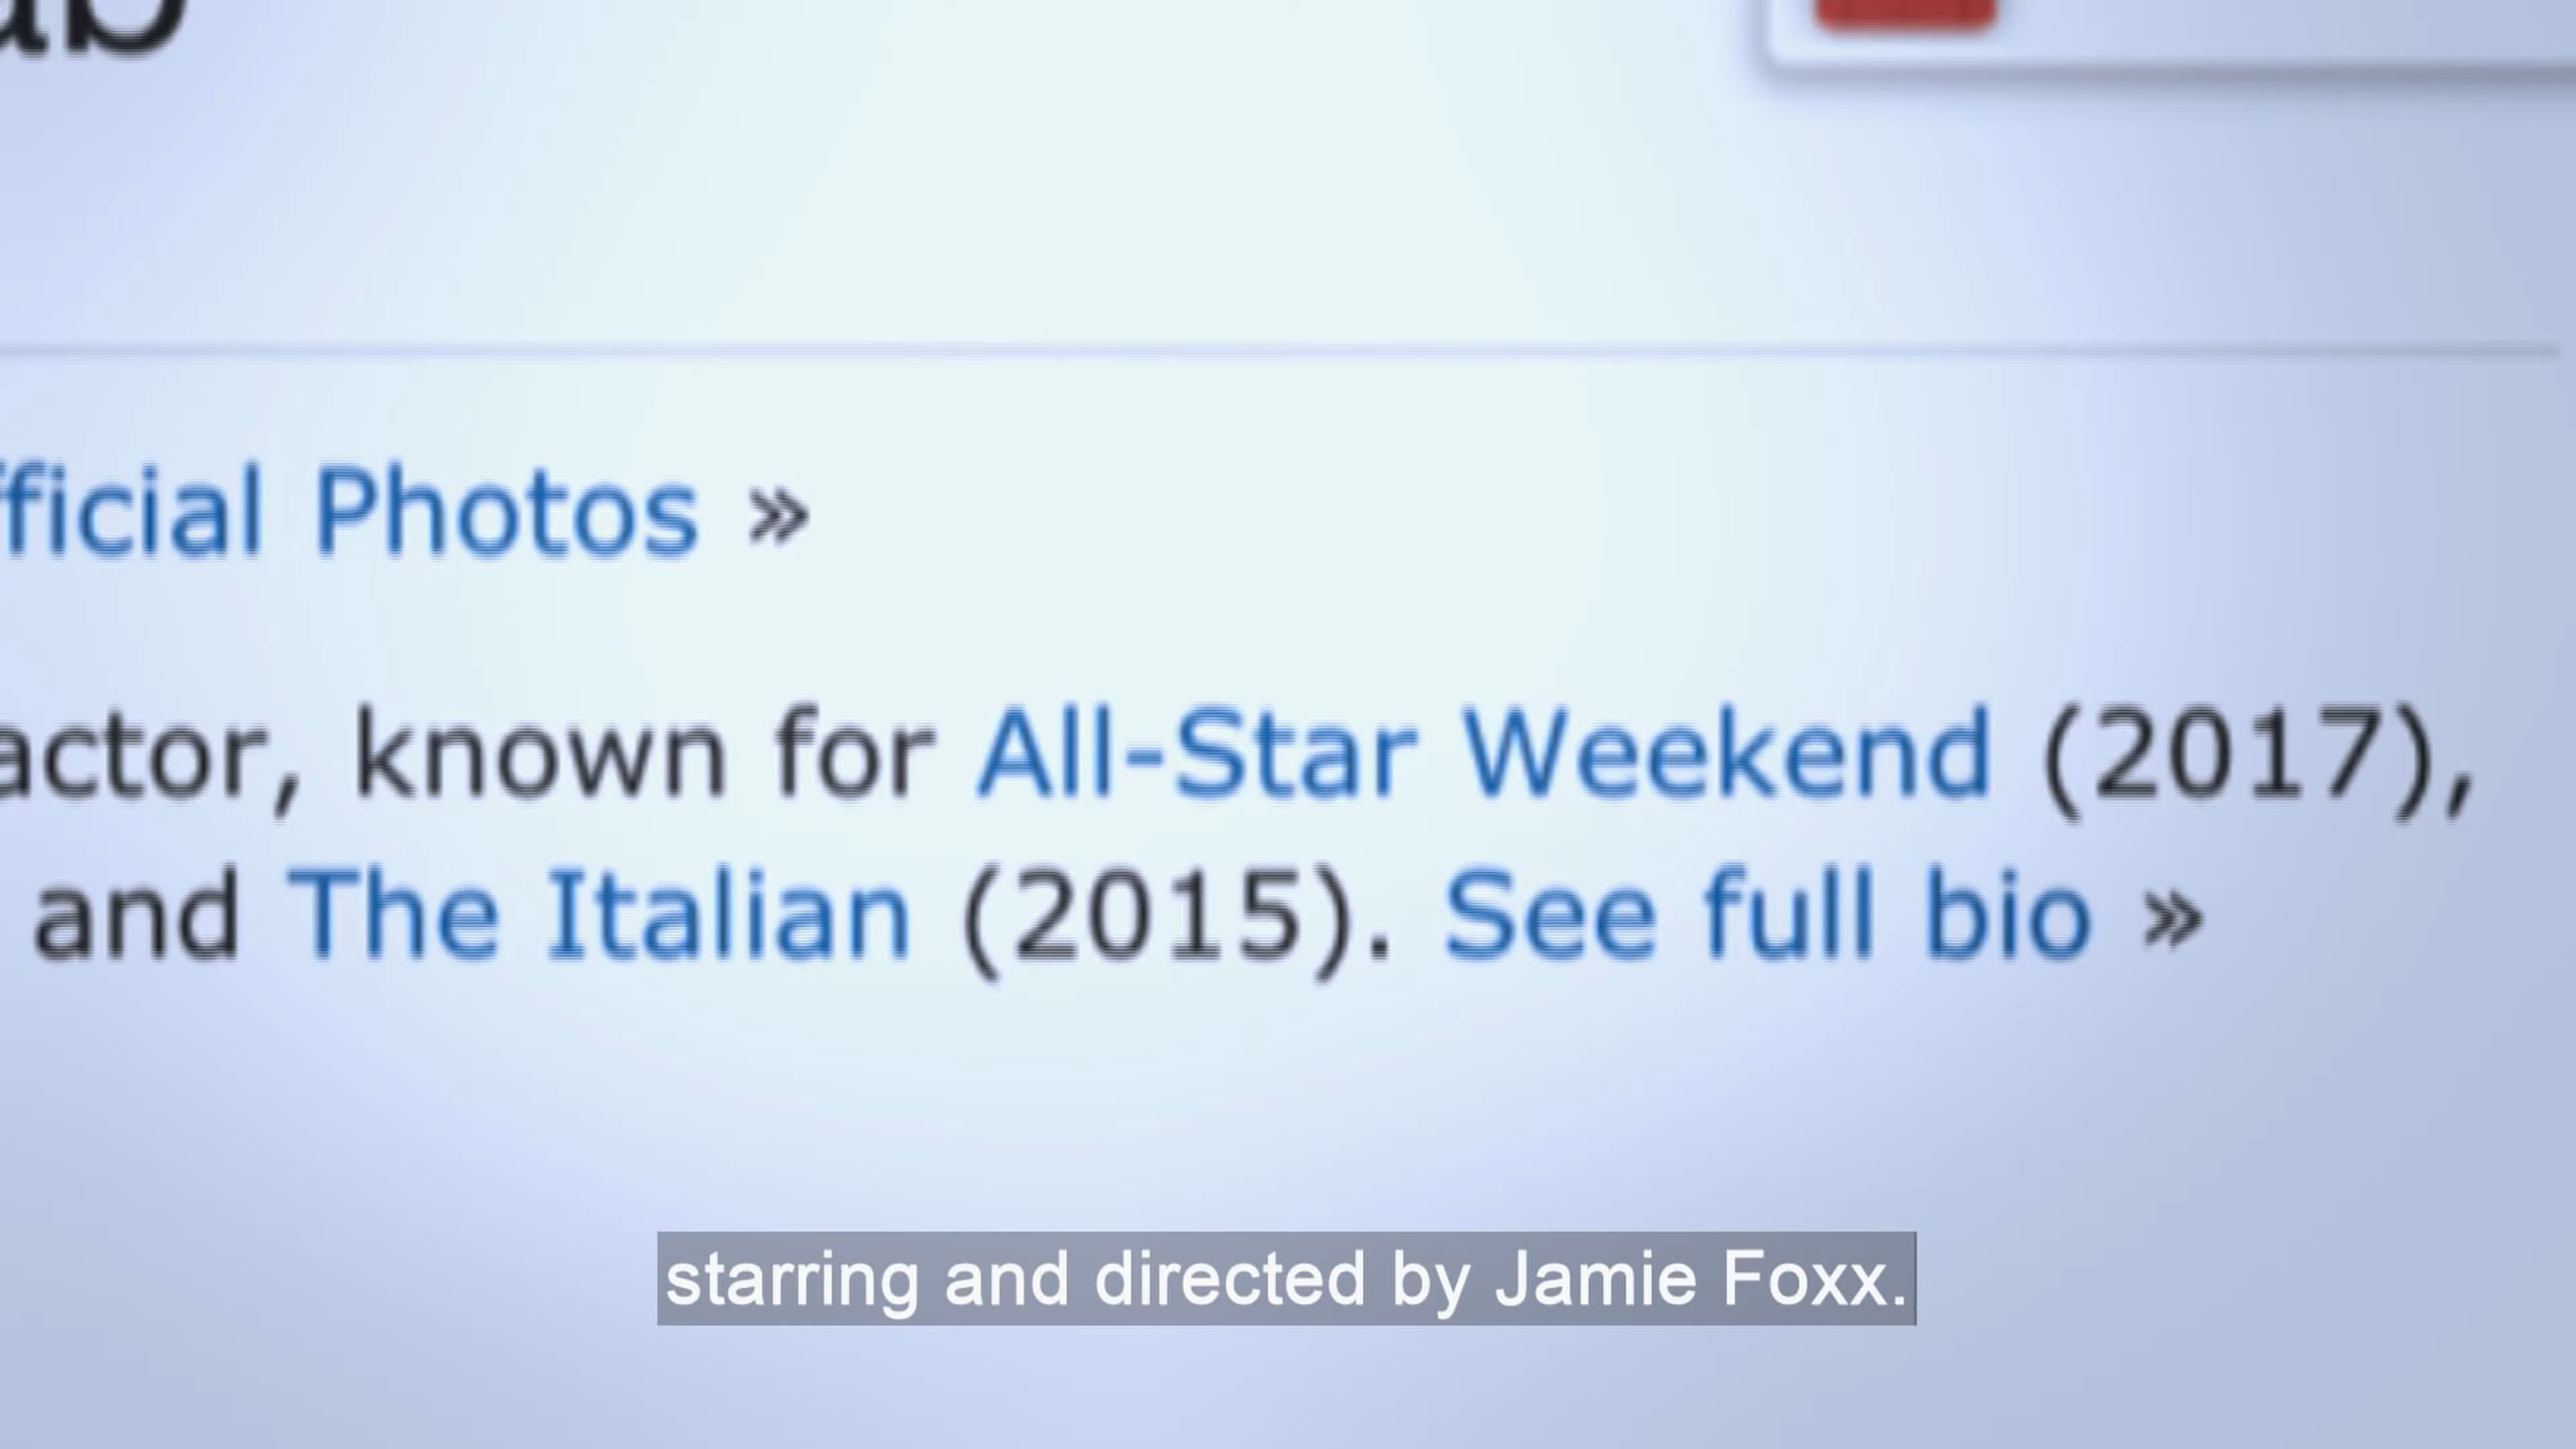 ab
fficial Photos »
actor, known for All-Star Weekend (2017),
and The Italian (2015). See full bio »
starring and directed by Jamie Foxx.